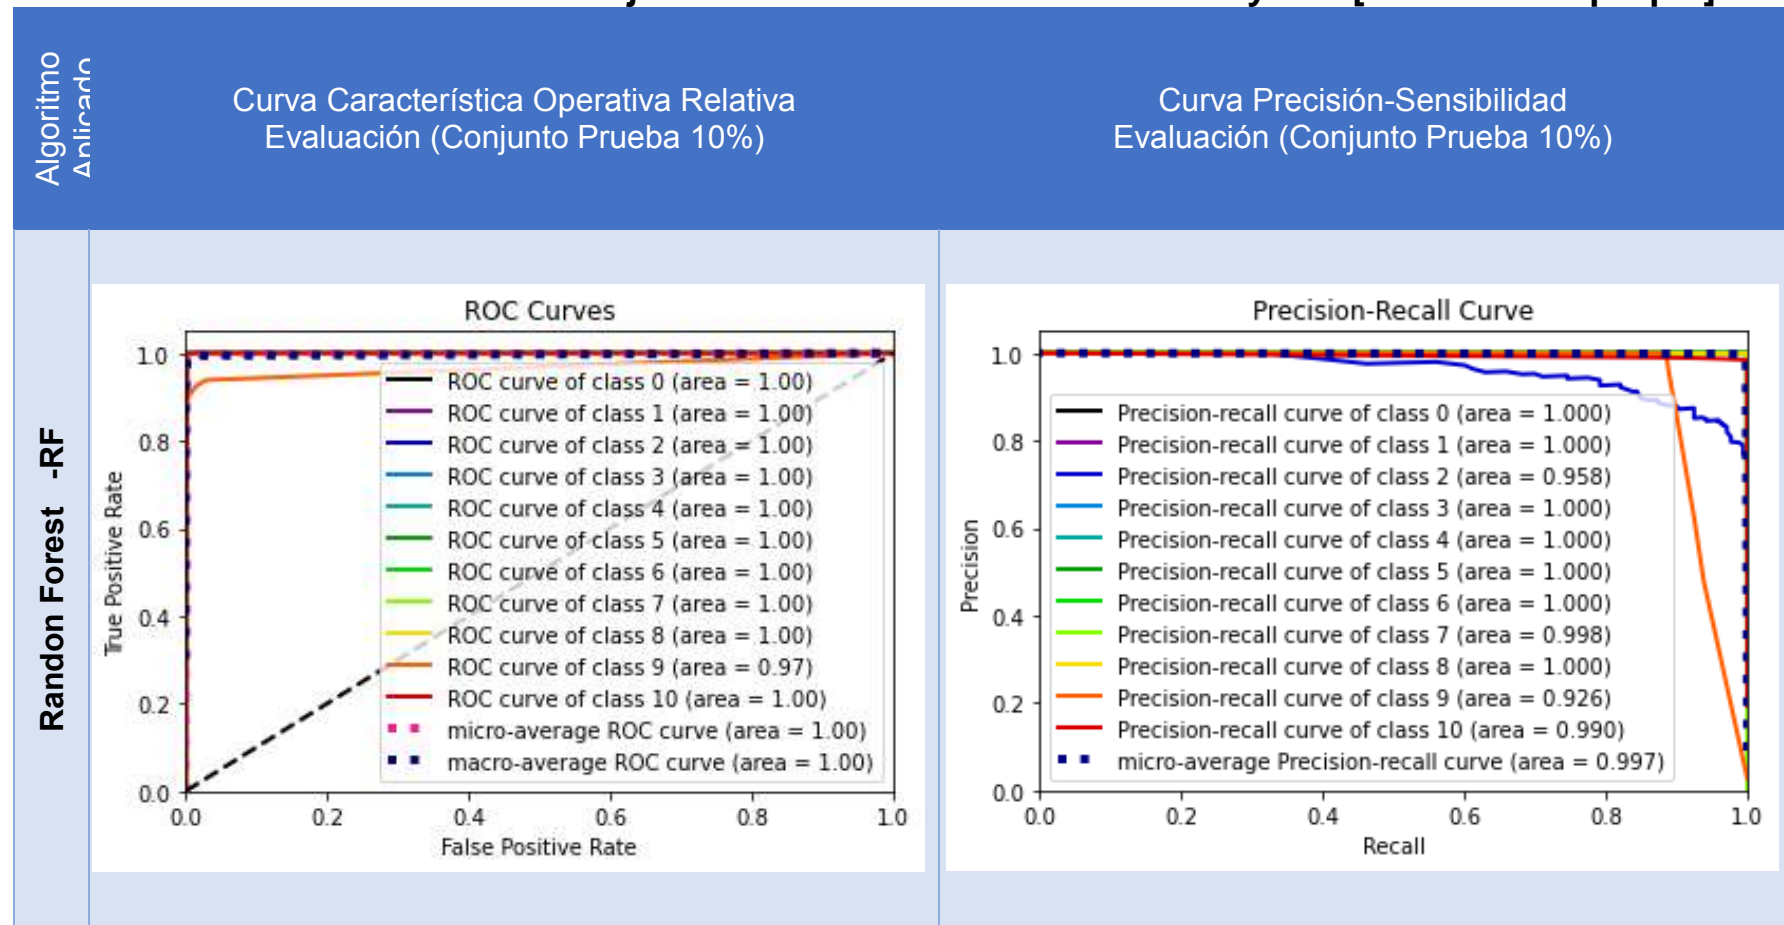 Algoritmo
Aplicado
Curva Característica Operativa Relativa
Evaluación (Conjunto Prueba 10%)
Curva Precisión-Sensibilidad
Evaluación (Conjunto Prueba 10%)
Randon Forest -RF
ROC Curves
1.0
0.8
0.6
0.4
0.2
0.0
True Positive Rate
ROC curve of class 0 (area = 1.00)
ROC curve of class 1 (area = 1.00)
ROC curve of class 2 (area = 1.00)
ROC curve of class 3 (area = 1.00)
ROC curve of class 4 (area = 1.00)
ROC curve of class 5 (area = 1.00)
ROC curve of class 6 (area = 1.00)
ROC curve of class 7 (area = 1.00)
ROC curve of class 8 (area = 1.00)
ROC curve of class 9 (area = 0.97)
ROC curve of class 10 (area = 1.00)
micro-average ROC curve (area = 1.00)
macro-average ROC curve (area = 1.00)
0.0 0.2 0.4 0.6 0.8 1.0
False Positive Rate
Precision-Recall Curve
1.0
0.8
0.6
0.4
0.2
0.0
Precision
Precision-recall curve of class 0 (area = 1.000)
Precision-recall curve of class 1 (area = 1.000)
Precision-recall curve of class 2 (area = 0.958)
Precision-recall curve of class 3 (area = 1.000)
Precision-recall curve of class 4 (area = 1.000)
Precision-recall curve of class 5 (area = 1.000)
Precision-recall curve of class 6 (area = 1.000)
Precision-recall curve of class 7 (area = 0.998)
Precision-recall curve of class 8 (area = 1.000)
Precision-recall curve of class 9 (area = 0.926)
Precision-recall curve of class 10 (area = 0.990)
micro-average Precision-recall curve (area = 0.997)
0.0 0.2 0.4 0.6 0.8 1.0
Recall